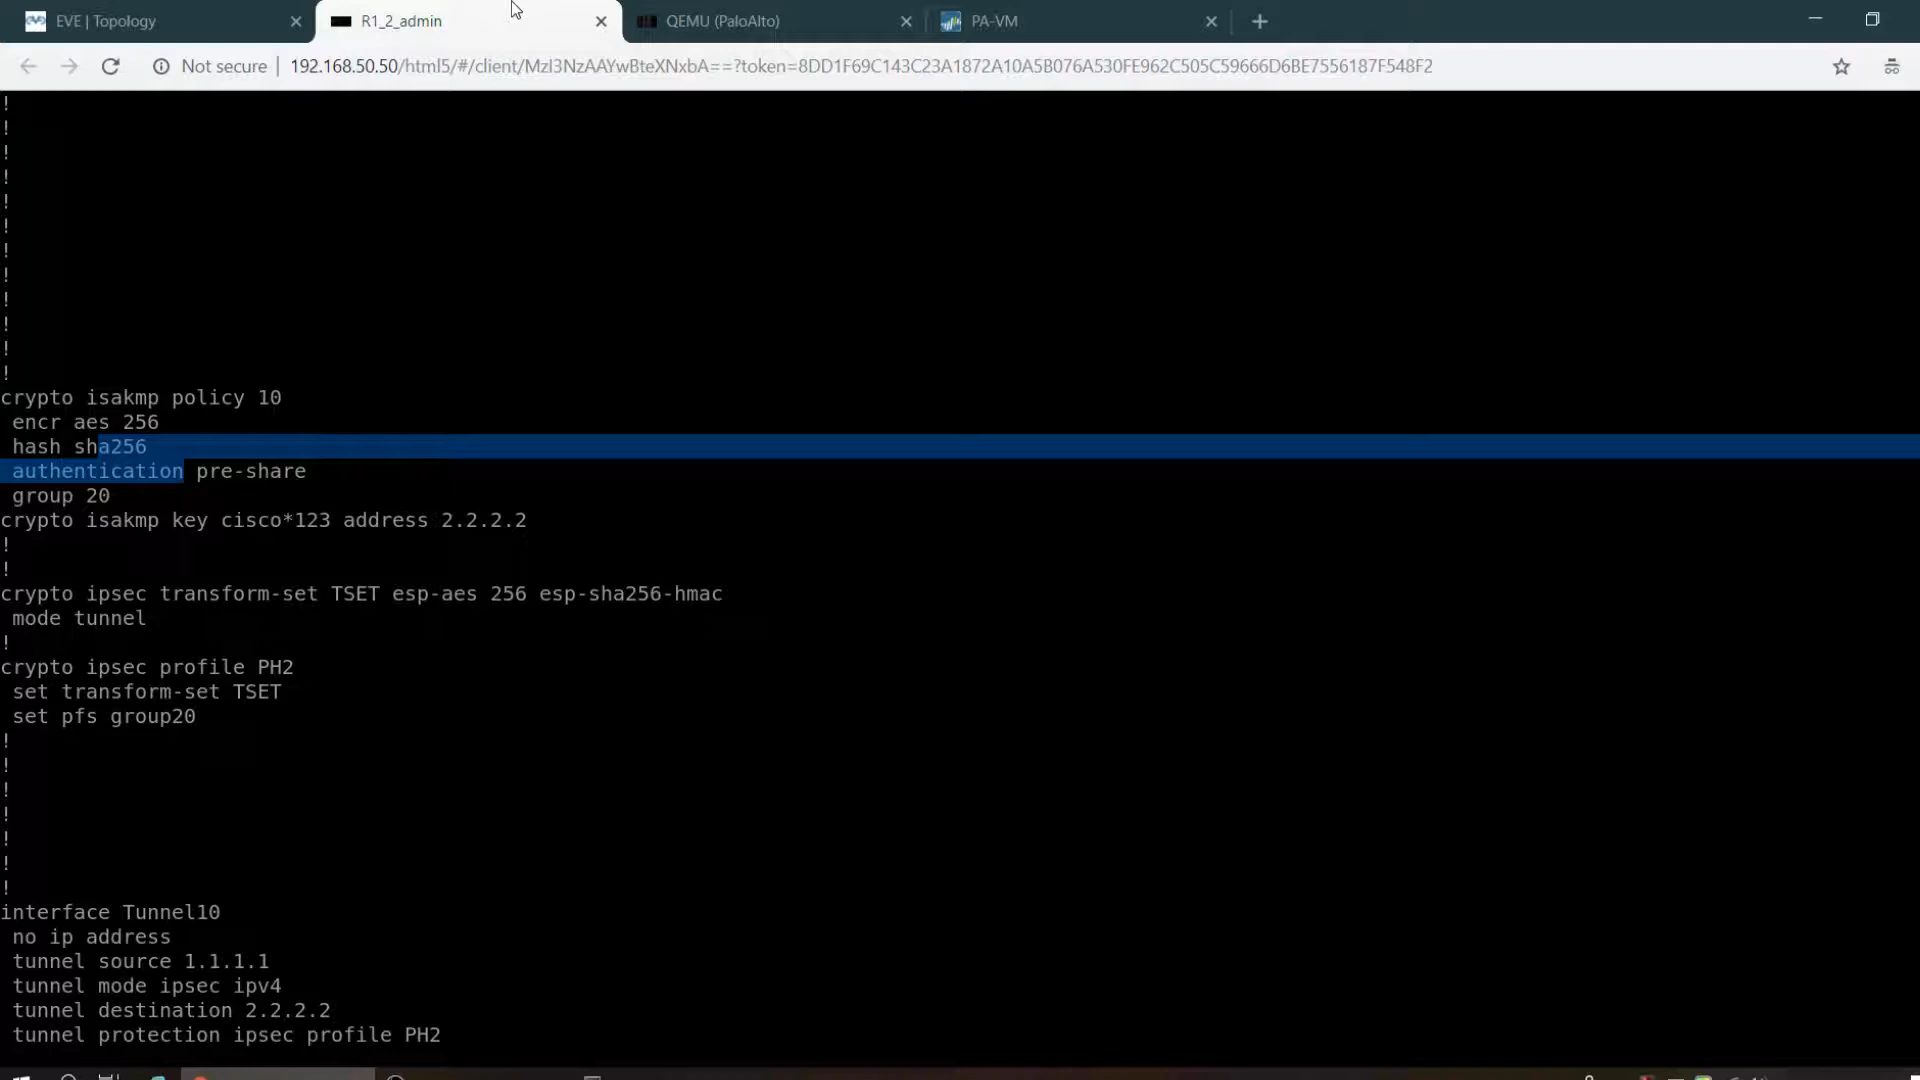 EVE | Topology
R1_2_admin
QEMU (PaloAlto)
PA-VM
Not secure
192.168.50.50/html5/#/client/MzI3NzAAYwBteXNxbA==?token=8DD1F69C143C23A1872A10A5B076A530FE962C505C59666D6BE7556187F548F2
!
!
!
!
!
!
!
!
!
!
!
!
crypto isakmp policy 10
encr aes 256
hash sha256
authentication pre-share
group 20
crypto isakmp key cisco*123 address 2.2.2.2
!
!
crypto ipsec transform-set TSET esp-aes 256 esp-sha256-hmac
mode tunnel
!
crypto ipsec profile PH2
set transform-set TSET
set pfs group20
!
!
!
!
!
!
!
interface Tunnel10
no ip address
tunnel source 1.1.1.1
tunnel mode ipsec ipv4
tunnel destination 2.2.2.2
tunnel protection ipsec profile PH2